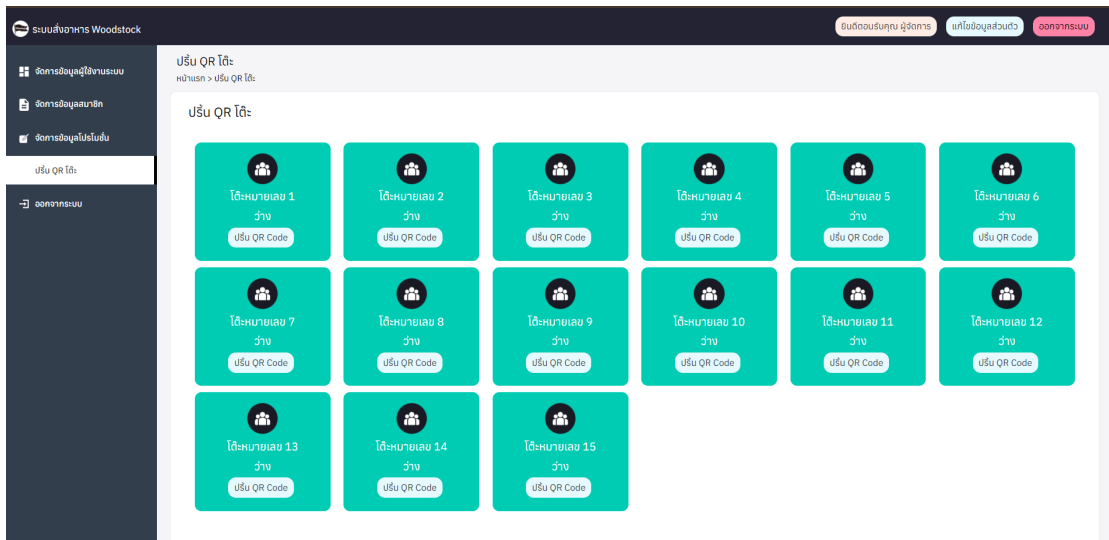 ระบบสั่งอาหาร Woodstock
ยินดีตอนรับคุณ ผู้จัดการ
แก้ไขข้อมูลส่วนตัว
ออกจากระบบ
จัดการข้อมูลผู้ใช้งานระบบ
จัดการข้อมูลสมาชิก
จัดการข้อมูลโปรโมชั่น
ปริ้น QR โต๊ะ
ออกจากระบบ
ปริ้น QR โต๊ะ
หน้าแรก > ปริ้น QR โต๊ะ
ปริ้น QR โต๊ะ
โต๊ะหมายเลข 1
ว่าง
ปริ้น QR Code
โต๊ะหมายเลข 2
ว่าง
ปริ้น QR Code
โต๊ะหมายเลข 3
ว่าง
ปริ้น QR Code
โต๊ะหมายเลข 4
ว่าง
ปริ้น QR Code
โต๊ะหมายเลข 5
ว่าง
ปริ้น QR Code
โต๊ะหมายเลข 6
ว่าง
ปริ้น QR Code
โต๊ะหมายเลข 7
ว่าง
ปริ้น QR Code
โต๊ะหมายเลข 8
ว่าง
ปริ้น QR Code
โต๊ะหมายเลข 9
ว่าง
ปริ้น QR Code
โต๊ะหมายเลข 10
ว่าง
ปริ้น QR Code
โต๊ะหมายเลข 11
ว่าง
ปริ้น QR Code
โต๊ะหมายเลข 12
ว่าง
ปริ้น QR Code
โต๊ะหมายเลข 13
ว่าง
ปริ้น QR Code
โต๊ะหมายเลข 14
ว่าง
ปริ้น QR Code
โต๊ะหมายเลข 15
ว่าง
ปริ้น QR Code